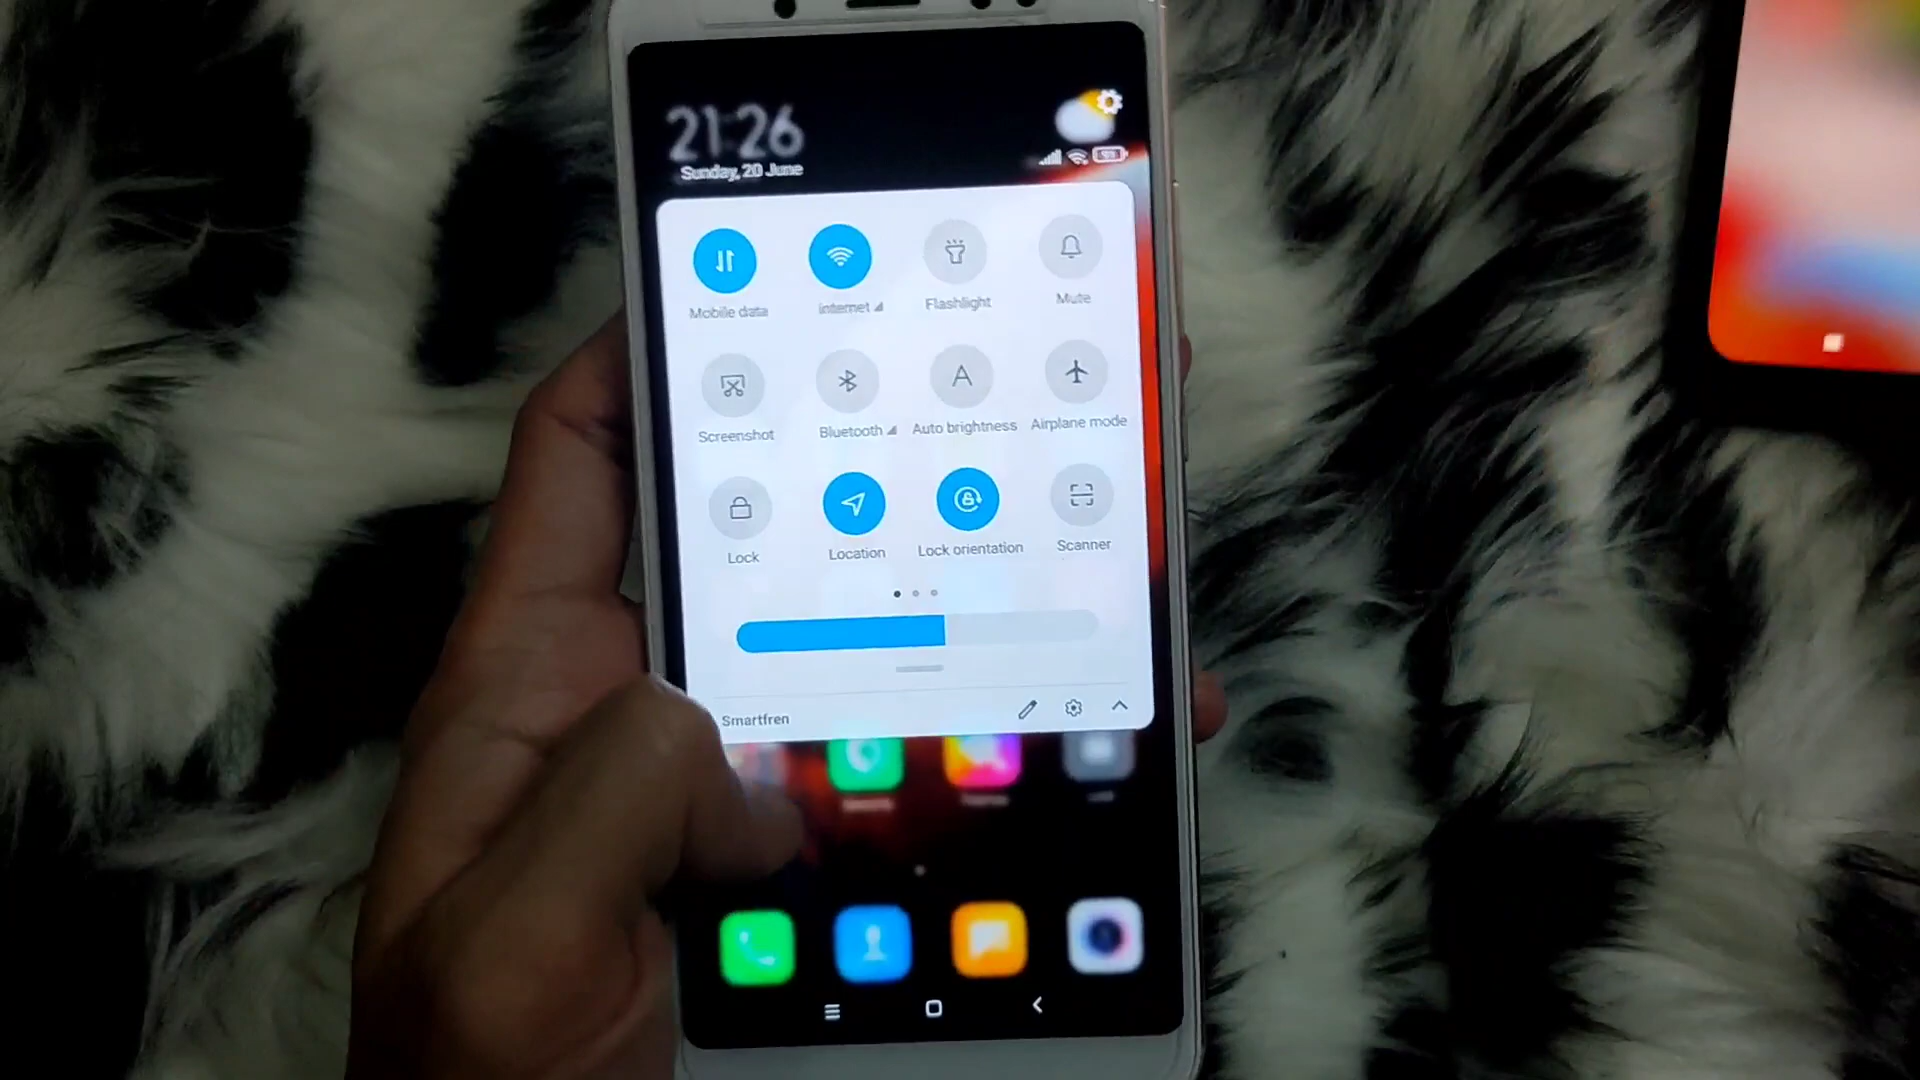 21:26
Sunday, 20 June
Mobile data
Internet
Flashlight
Mute
Screenshot
Bluetooth
A
Auto brightness
Airplane mode
Lock
Location
Lock orientation
Scanner
Smartfren